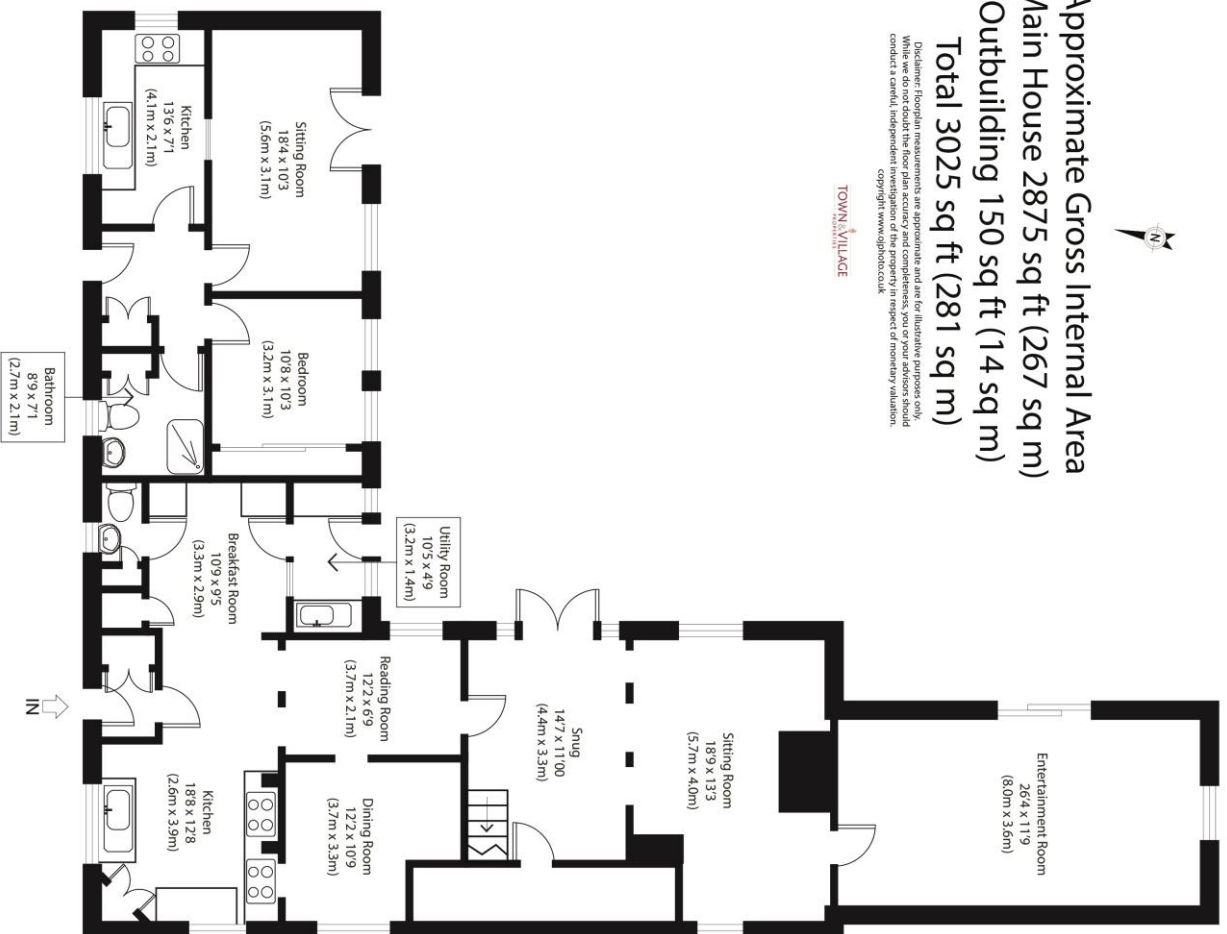 Approximate Gross Internal Area
Main House 2875 sq ft (267 sq m)
Outbuilding 150 sq ft (14 sq m)
Total 3025 sq ft (281 sq m)
Disclaimer: Floorplan measurements are approximate and are for illustrative purposes only.
While we do not doubt the floor plan accuracy and completeness, you or your advisors should
conduct a careful, independent investigation of the property in respect of monetary valuation.
copyright www.ojphoto.co.uk
TOWN & VILLAGE
PROPERTIES
N
Sitting Room
18'4 x 10'3
(5.6m x 3.1m)
Kitchen
13'6 x 7'1
(4.1m x 2.1m)
Bedroom
10'8 x 10'3
(3.2m x 3.1m)
Bathroom
8'9 x 7'1
(2.7m x 2.1m)
Utility Room
10'5 x 4'9
(3.2m x 1.4m)
Breakfast Room
10'9 x 9'5
(3.3m x 2.9m)
Reading Room
12'2 x 6'9
(3.7m x 2.1m)
Snug
14'7 x 11'00
(4.4m x 3.3m)
Sitting Room
18'9 x 13'3
(5.7m x 4.0m)
Entertainment Room
26'4 x 11'9
(8.0m x 3.6m)
Kitchen
18'8 x 12'8
(2.6m x 3.9m)
Dining Room
12'2 x 10'9
(3.7m x 3.3m)
IN